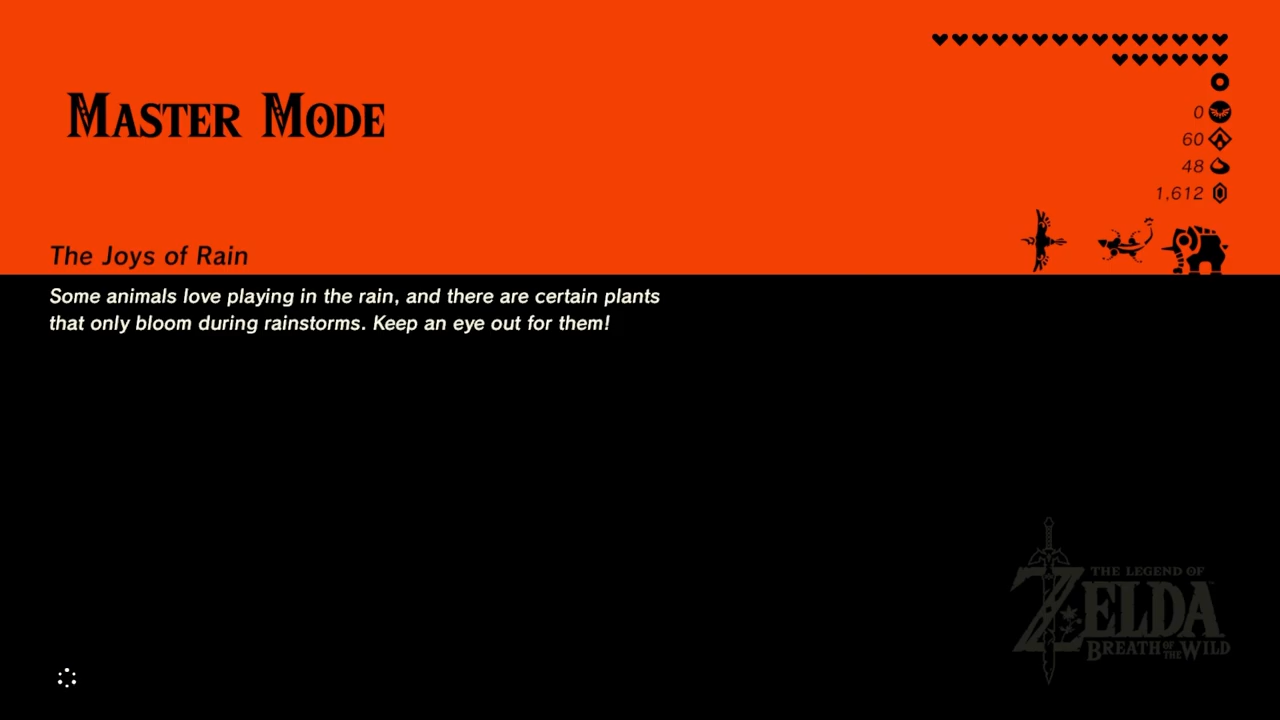 Master Mode
0
60
48
1,612
The Joys of Rain
Some animals love playing in the rain, and there are certain plants
that only bloom during rainstorms. Keep an eye out for them!
THE LEGEND OF
ZELDA
BREATH OF THE WILD